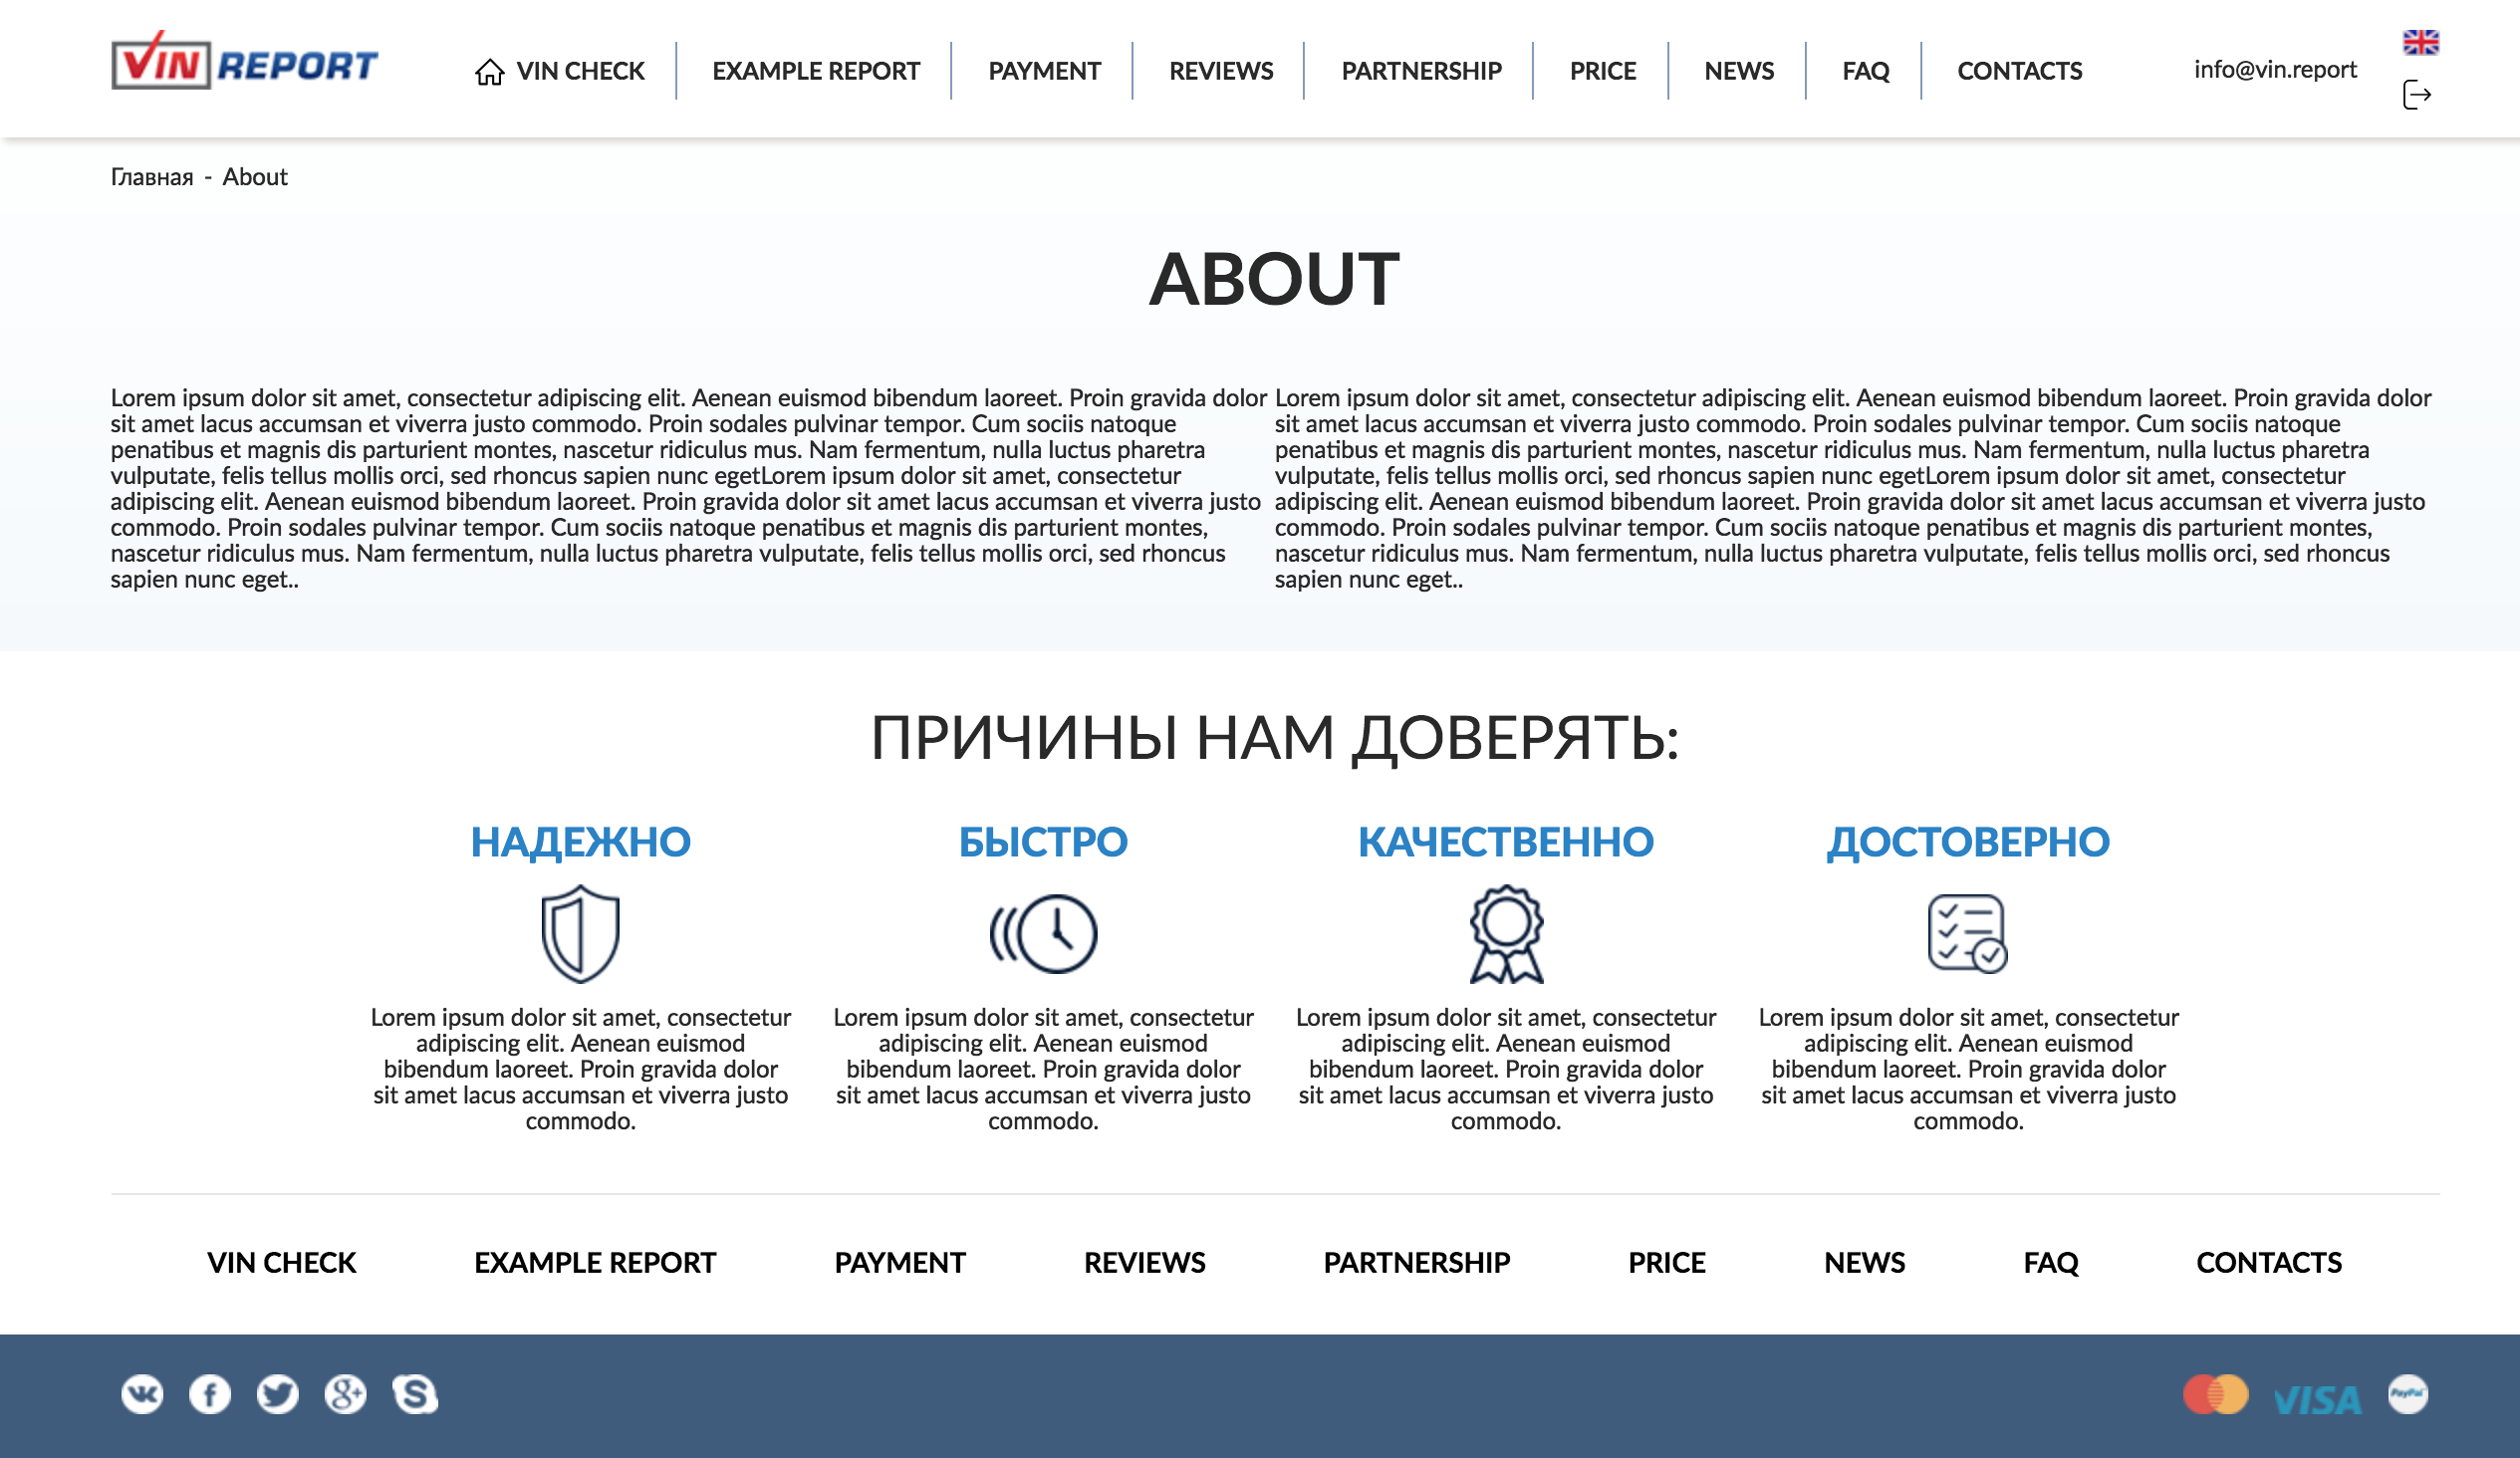 VIN REPORT
VIN CHECK
EXAMPLE REPORT
PAYMENT
REVIEWS
PARTNERSHIP
PRICE
NEWS
FAQ
CONTACTS
info@vin.report
Главная - About
ABOUT
Lorem ipsum dolor sit amet, consectetur adipiscing elit. Aenean euismod bibendum laoreet. Proin gravida dolor
sit amet lacus accumsan et viverra justo commodo. Proin sodales pulvinar tempor. Cum sociis natoque
penatibus et magnis dis parturient montes, nascetur ridiculus mus. Nam fermentum, nulla luctus pharetra
vulputate, felis tellus mollis orci, sed rhoncus sapien nunc egetLorem ipsum dolor sit amet, consectetur
adipiscing elit. Aenean euismod bibendum laoreet. Proin gravida dolor sit amet lacus accumsan et viverra justo
commodo. Proin sodales pulvinar tempor. Cum sociis natoque penatibus et magnis dis parturient montes,
nascetur ridiculus mus. Nam fermentum, nulla luctus pharetra vulputate, felis tellus mollis orci, sed rhoncus
sapien nunc eget..
Lorem ipsum dolor sit amet, consectetur adipiscing elit. Aenean euismod bibendum laoreet. Proin gravida dolor
sit amet lacus accumsan et viverra justo commodo. Proin sodales pulvinar tempor. Cum sociis natoque
penatibus et magnis dis parturient montes, nascetur ridiculus mus. Nam fermentum, nulla luctus pharetra
vulputate, felis tellus mollis orci, sed rhoncus sapien nunc egetLorem ipsum dolor sit amet, consectetur
adipiscing elit. Aenean euismod bibendum laoreet. Proin gravida dolor sit amet lacus accumsan et viverra justo
commodo. Proin sodales pulvinar tempor. Cum sociis natoque penatibus et magnis dis parturient montes,
nascetur ridiculus mus. Nam fermentum, nulla luctus pharetra vulputate, felis tellus mollis orci, sed rhoncus
sapien nunc eget..
ПРИЧИНЫ НАМ ДОВЕРЯТЬ:
НАДЕЖНО
Lorem ipsum dolor sit amet, consectetur
adipiscing elit. Aenean euismod
bibendum laoreet. Proin gravida dolor
sit amet lacus accumsan et viverra justo
commodo.
БЫСТРО
Lorem ipsum dolor sit amet, consectetur
adipiscing elit. Aenean euismod
bibendum laoreet. Proin gravida dolor
sit amet lacus accumsan et viverra justo
commodo.
КАЧЕСТВЕННО
Lorem ipsum dolor sit amet, consectetur
adipiscing elit. Aenean euismod
bibendum laoreet. Proin gravida dolor
sit amet lacus accumsan et viverra justo
commodo.
ДОСТОВЕРНО
Lorem ipsum dolor sit amet, consectetur
adipiscing elit. Aenean euismod
bibendum laoreet. Proin gravida dolor
sit amet lacus accumsan et viverra justo
commodo.
VIN CHECK
EXAMPLE REPORT
PAYMENT
REVIEWS
PARTNERSHIP
PRICE
NEWS
FAQ
CONTACTS
VISA
PayPal